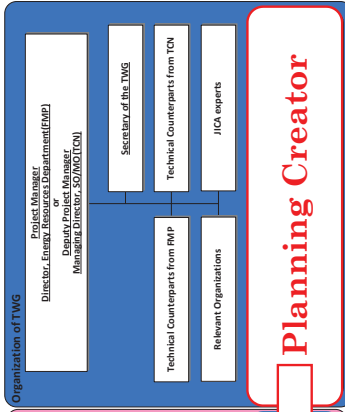 Organization of TWG
Project Manager
Director, Energy Resources Department(FMP)
or
Deputy Project Manager
Managing Director, SO/MO(TCN)
Secretary of the TWG
Technical Counterparts from FMP
Technical Counterparts from TCN
Relevant Organizations
JICA experts
Planning Creator